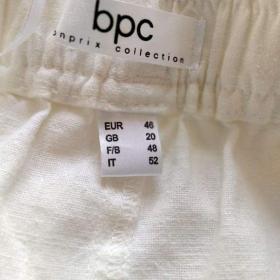 bpc
onprix collection
EUR 46
GB 20
F/B 48
IT 52